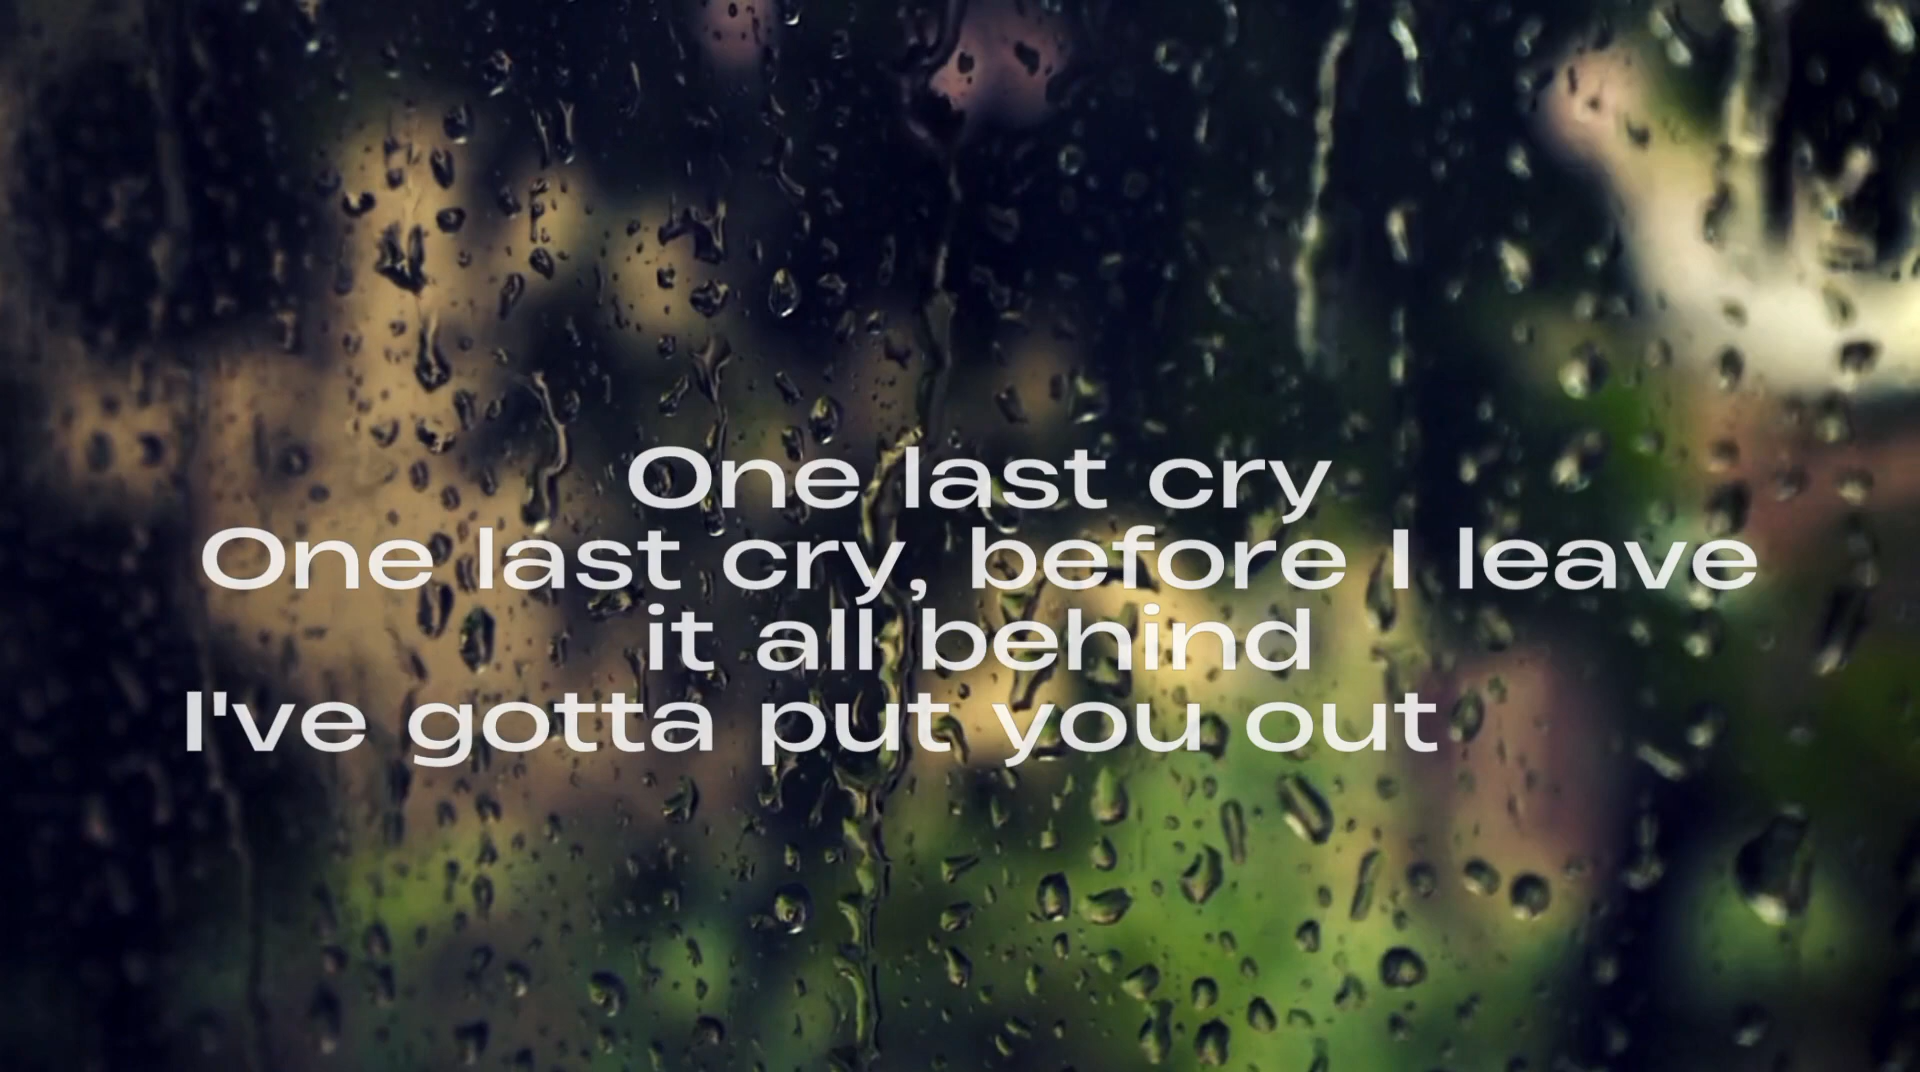 One last cry
One last cry, before I leave
it all behind
I've gotta put you out